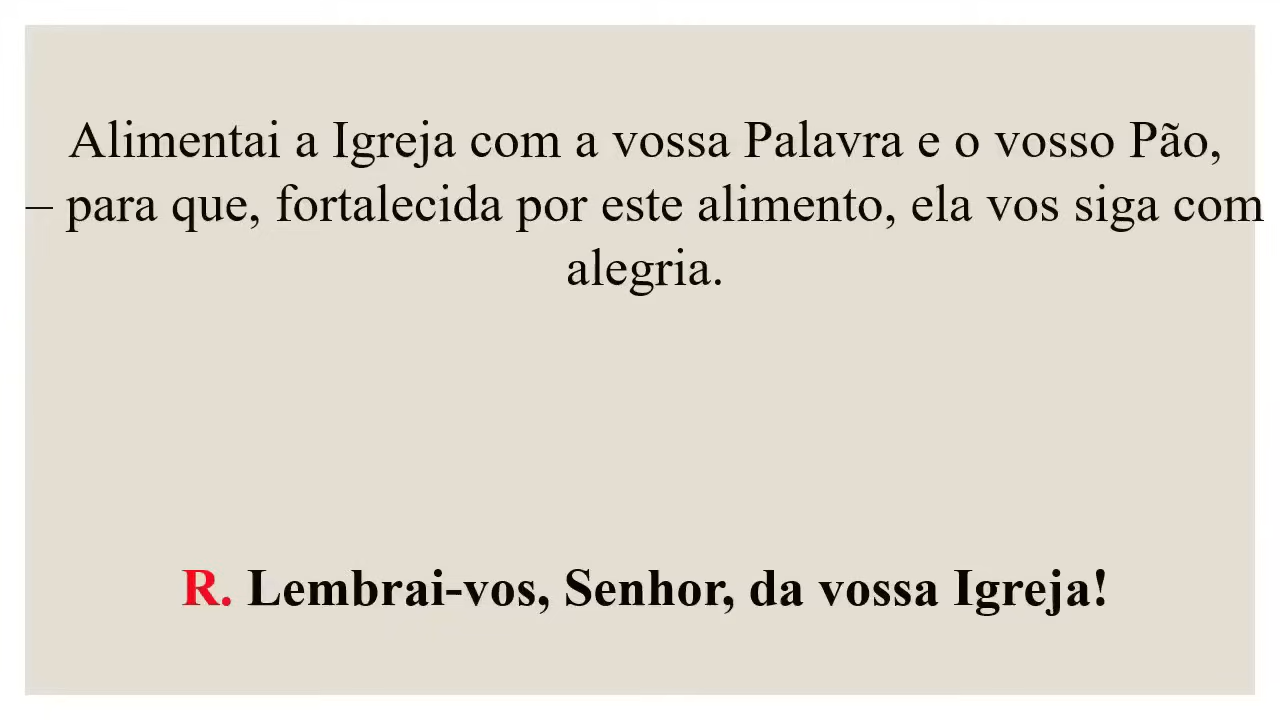 Alimentai a Igreja com a vossa Palavra e o vosso Pão,
– para que, fortalecida por este alimento, ela vos siga com
alegria.
R. Lembrai-vos, Senhor, da vossa Igreja!